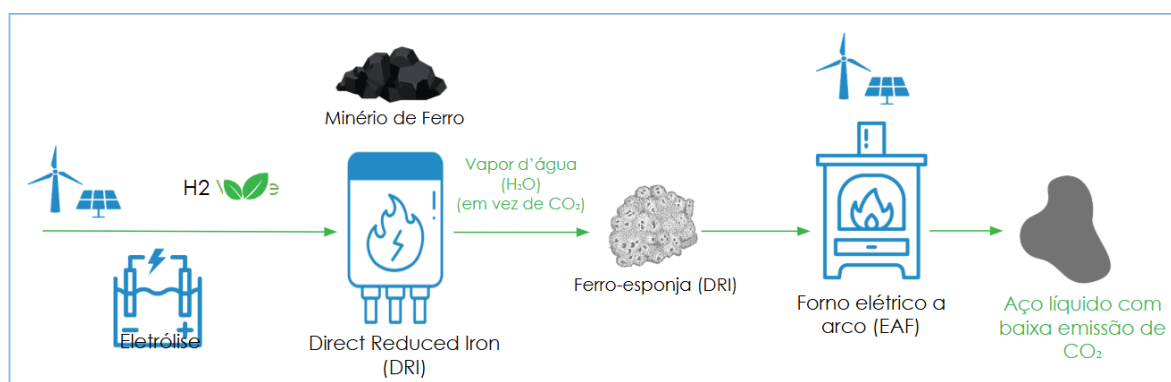 Minério de Ferro
H2
Eletrólise
Direct Reduced Iron
(DRI)
Vapor d'água
(H₂O)
(em vez de CO₂)
Ferro-esponja (DRI)
Forno elétrico a
arco (EAF)
Aço líquido com
baixa emissão de
CO₂